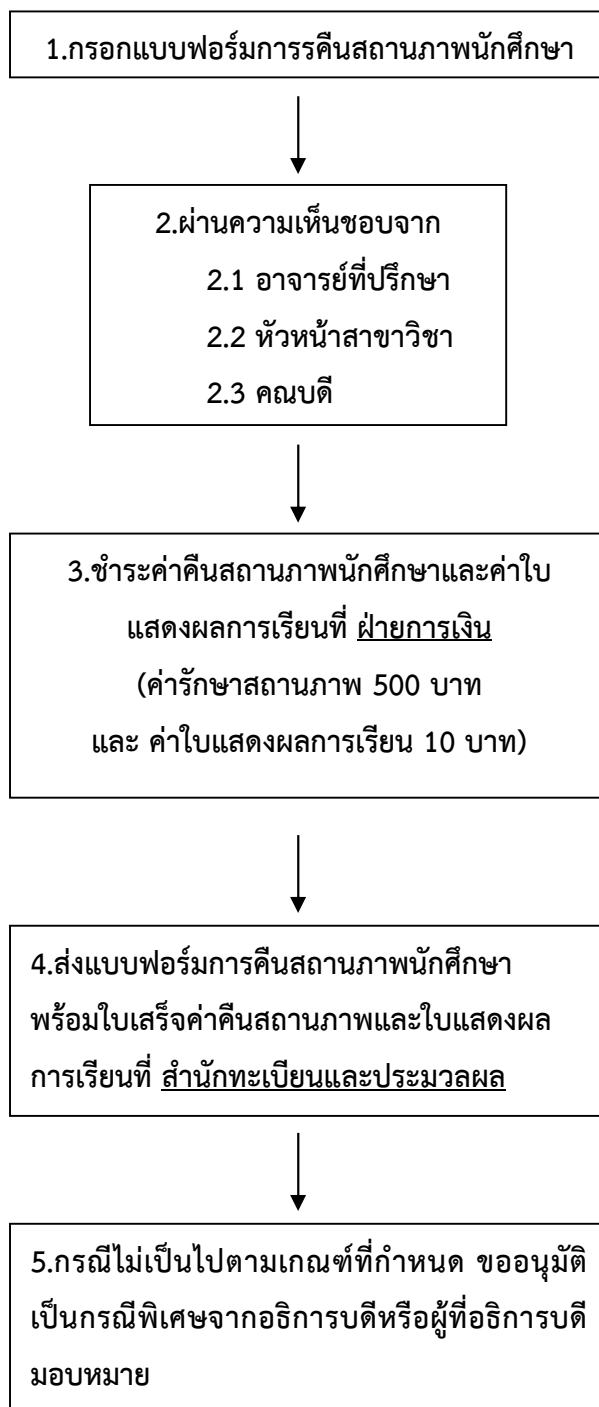 1.กรอกแบบฟอร์มการรคืนสถานภาพนักศึกษา
2.ผ่านความเห็นชอบจาก
2.1 อาจารย์ที่ปรึกษา
2.2 หัวหน้าสาขาวิชา
2.3 คณบดี
3.ชำระค่าคืนสถานภาพนักศึกษาและค่าใบ
แสดงผลการเรียนที่ ฝ่ายการเงิน
(ค่ารักษาสถานภาพ 500 บาท
และ ค่าใบแสดงผลการเรียน 10 บาท)
4.ส่งแบบฟอร์มการคืนสถานภาพนักศึกษา
พร้อมใบเสร็จค่าคืนสถานภาพและใบแสดงผล
การเรียนที่ สำนักทะเบียนและประมวลผล
5.กรณีไม่เป็นไปตามเกณฑ์ที่กำหนด ขออนุมัติ
เป็นกรณีพิเศษจากอธิการบดีหรือผู้ที่อธิการบดี
มอบหมาย